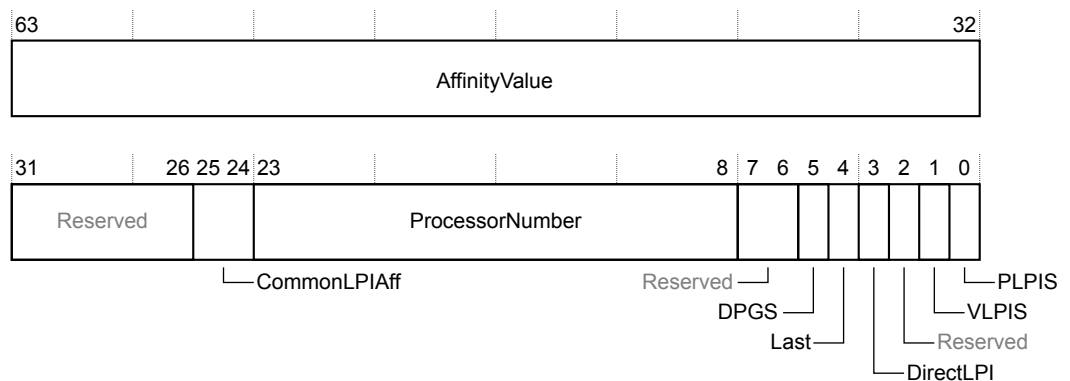 63 32
AffinityValue
31 26 25 24 23 8 7 6 5 4 3 2 1 0
Reserved ProcessorNumber
CommonLPIAff Reserved PLPIS
DPGS VLPIS
Last Reserved
DirectLPI